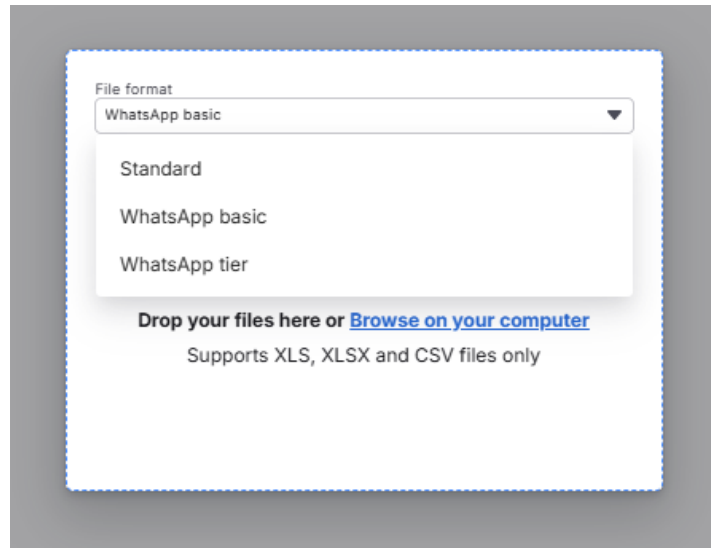 File format
WhatsApp basic
Standard
WhatsApp basic
WhatsApp tier
Drop your files here or Browse on your computer
Supports XLS, XLSX and CSV files only